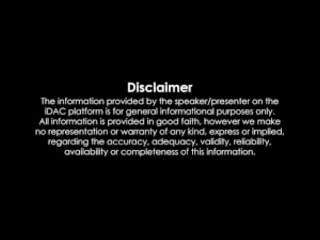 Disclaimer
The information provided by the speaker/presenter on the
iDAC platform is for general informational purposes only.
All information is provided in good faith, however we make
no representation or warranty of any kind, express or implied,
regarding the accuracy, adequacy, validity, reliability,
availability or completeness of this information.